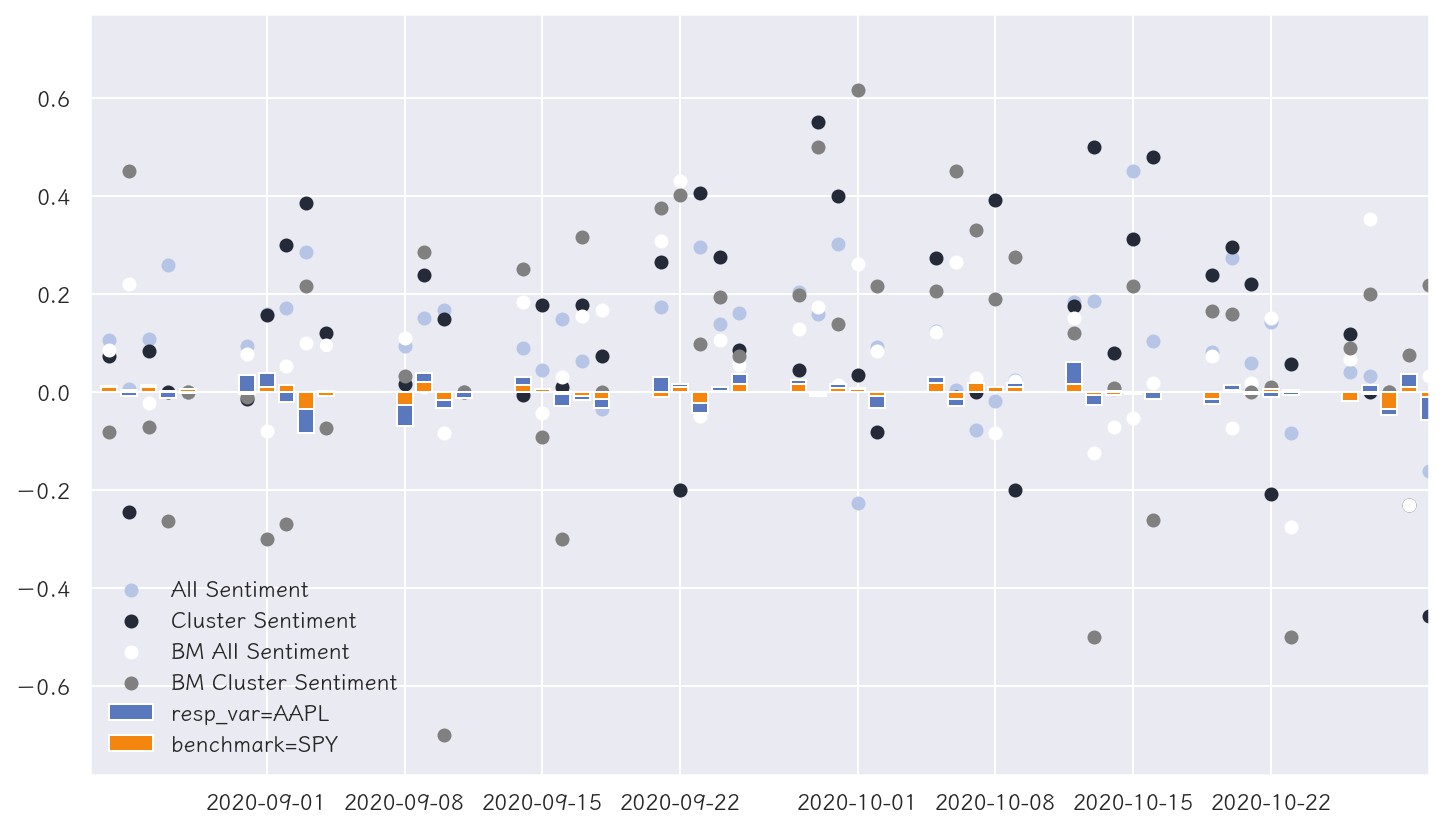 0.6
0.4
0.2
0.0
−0.2
−0.4
−0.6
All Sentiment
Cluster Sentiment
BM All Sentiment
BM Cluster Sentiment
resp_var=AAPL
benchmark=SPY
2020-09-01 2020-09-08 2020-09-15 2020-09-22 2020-10-01 2020-10-08 2020-10-15 2020-10-22